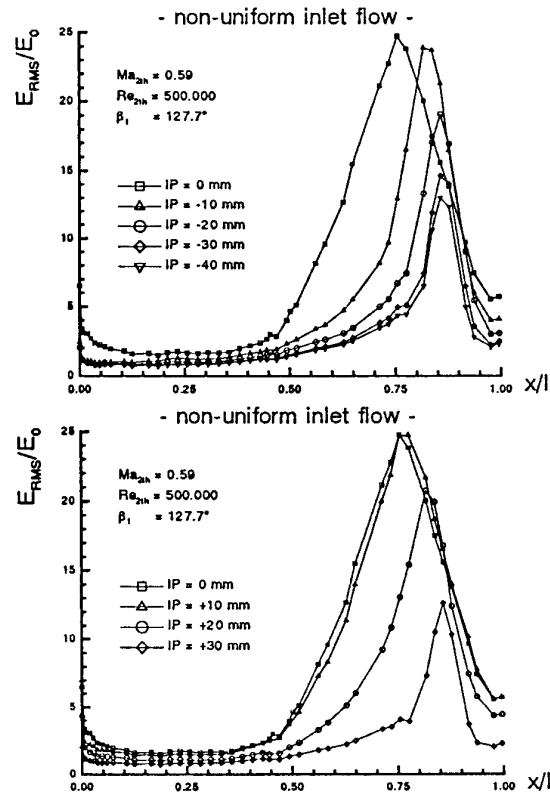 - non-uniform inlet flow -
E_RMS/E_0
25
20
15
10
5
0
Ma_2th = 0.59
Re_2th = 500.000
β_1 = 127.7°
IP = 0 mm
IP = -10 mm
IP = -20 mm
IP = -30 mm
IP = -40 mm
0.00 0.25 0.50 0.75 1.00 x/l
- non-uniform inlet flow -
E_RMS/E_0
25
20
15
10
5
0
Ma_2th = 0.59
Re_2th = 500.000
β_1 = 127.7°
IP = 0 mm
IP = +10 mm
IP = +20 mm
IP = +30 mm
0.00 0.25 0.50 0.75 1.00 x/l